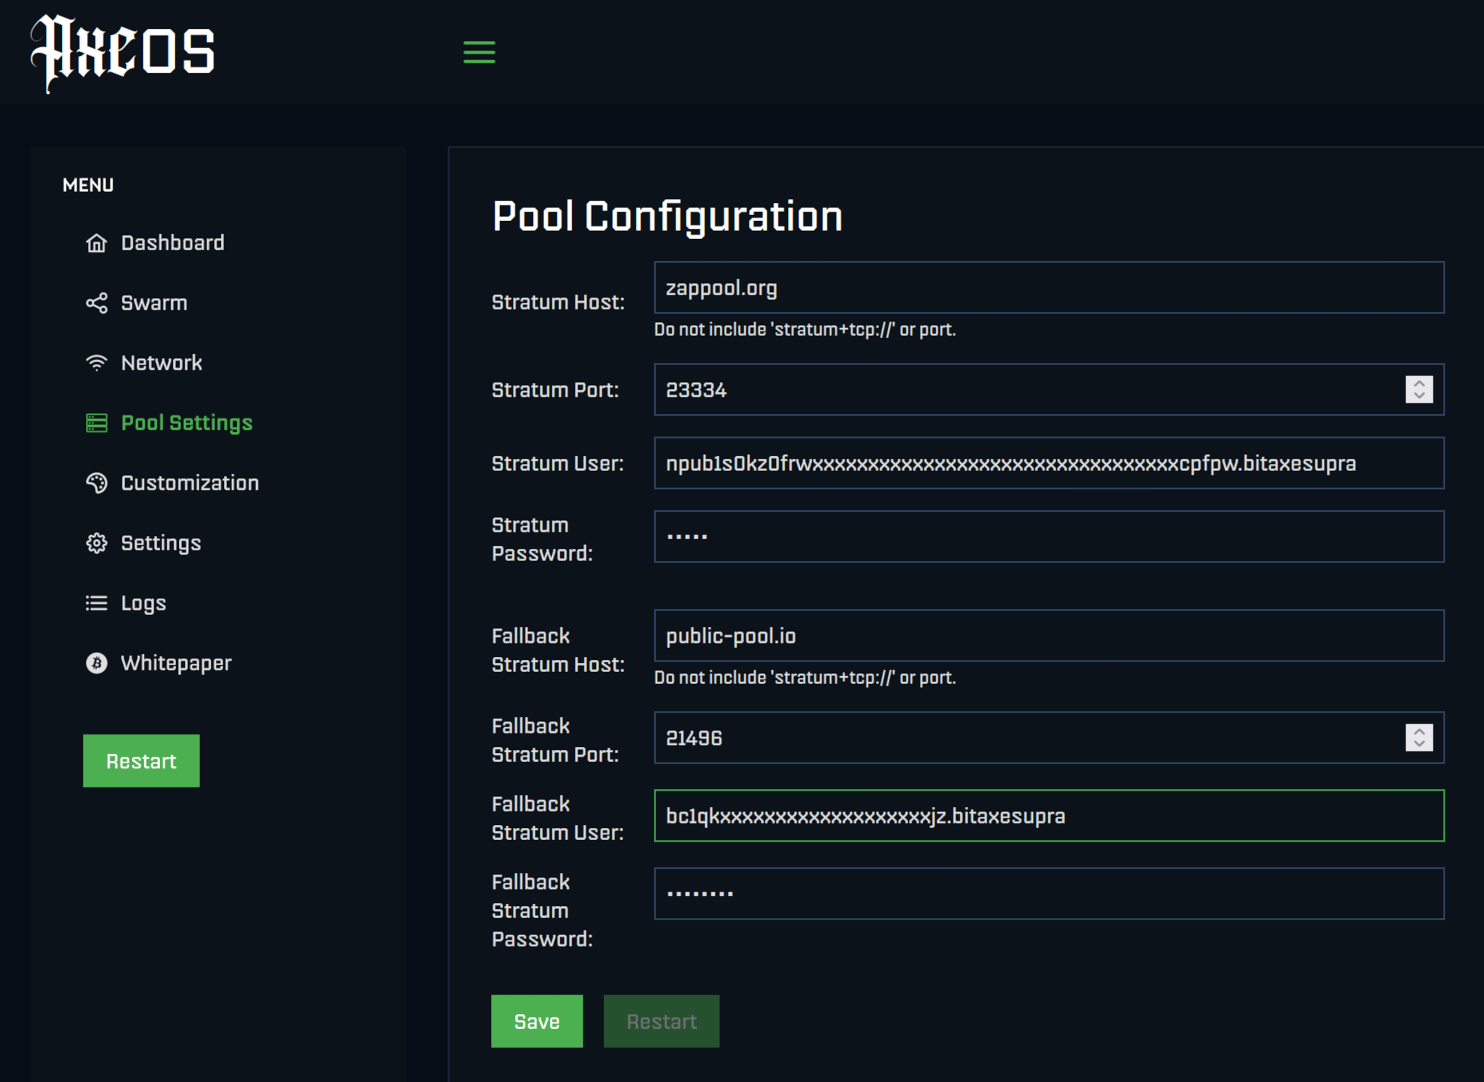 AxeOS
MENU
Dashboard
Swarm
Network
Pool Settings
Customization
Settings
Logs
Whitepaper
Restart
Pool Configuration
Stratum Host:
zappool.org
Do not include 'stratum+tcp://' or port.
Stratum Port:
23334
Stratum User:
npub1s0kz0frwxxxxxxxxxxxxxxxxxxxxxxxxxxxxxxxxxcpfpw.bitaxesupra
Stratum
Password:
•••••
Fallback
Stratum Host:
public-pool.io
Do not include 'stratum+tcp://' or port.
Fallback
Stratum Port:
21496
Fallback
Stratum User:
bc1qkxxxxxxxxxxxxxxxxxxxjz.bitaxesupra
Fallback
Stratum
Password:
••••••••
Save
Restart